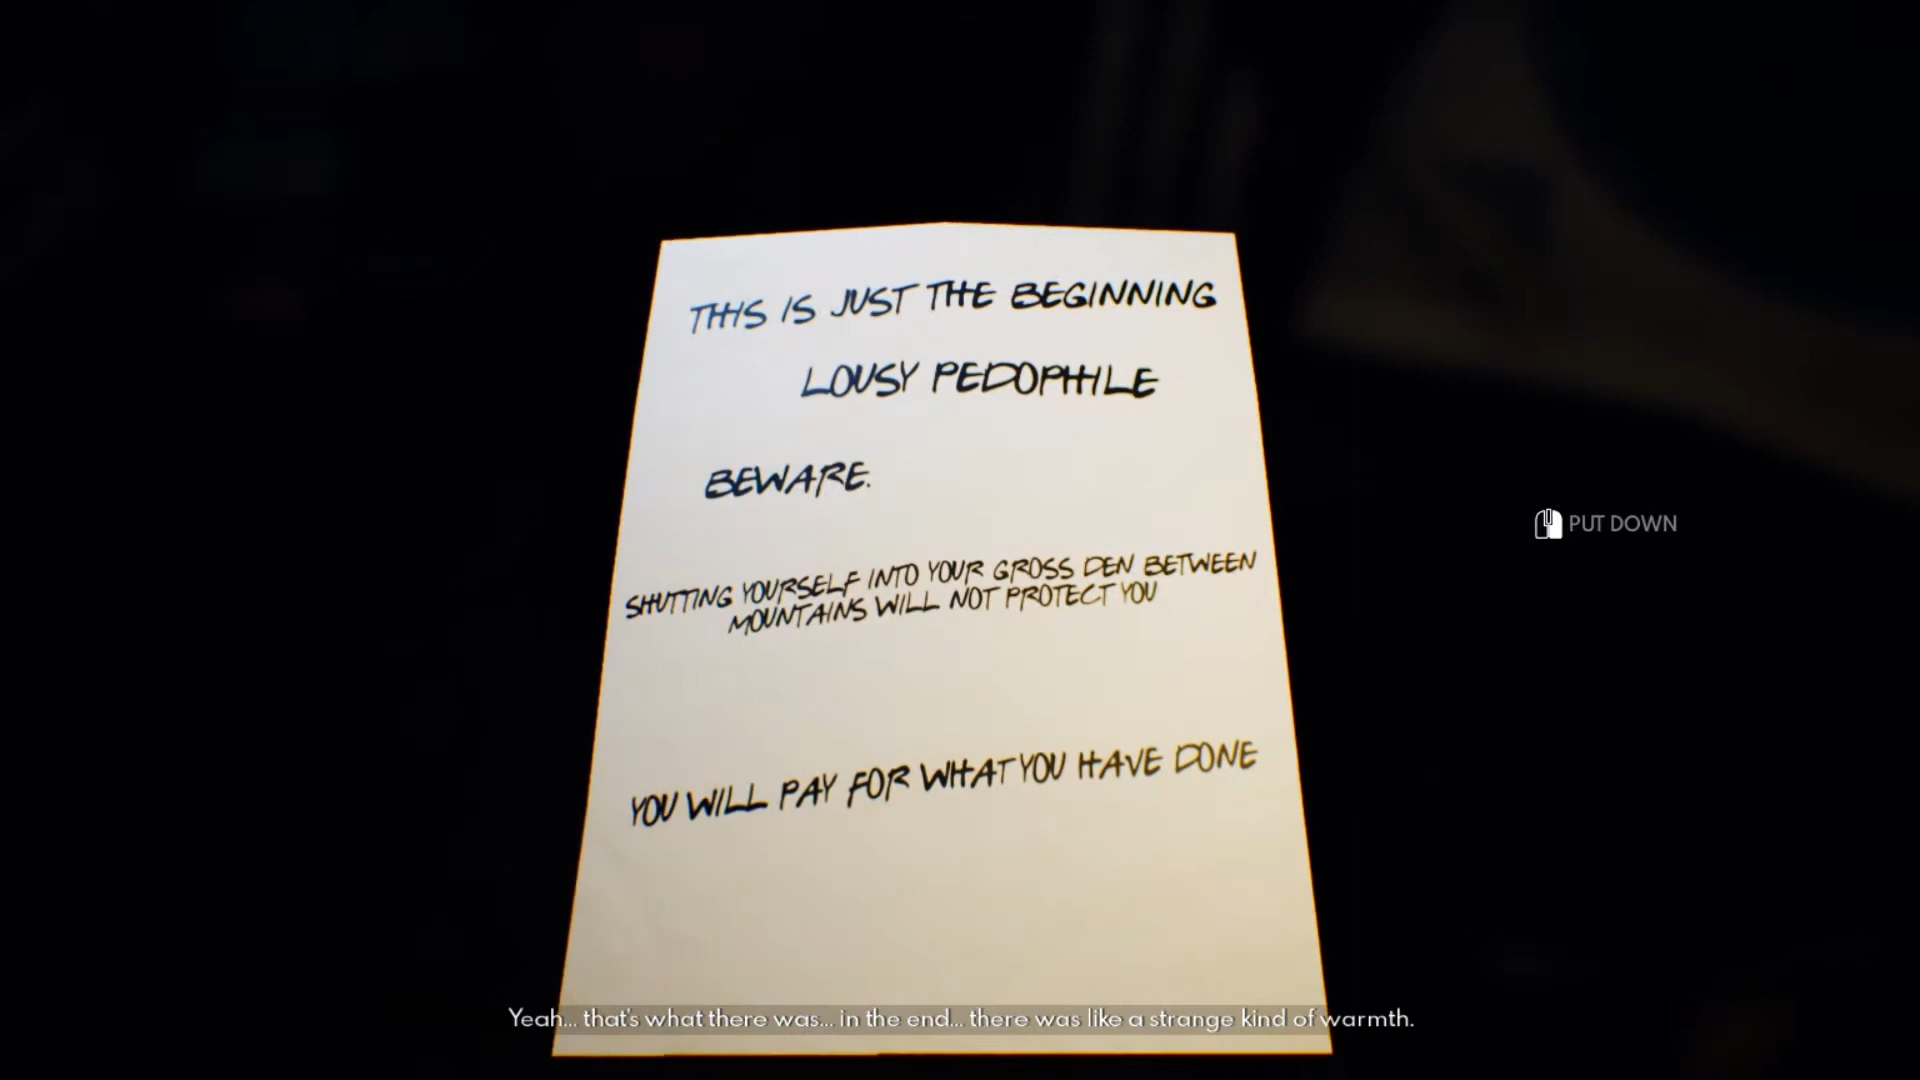 THIS IS JUST THE BEGINNING
LOUSY PEDOPHILE
BEWARE.
SHUTTING YOURSELF INTO YOUR GROSS DEN BETWEEN
MOUNTAINS WILL NOT PROTECT YOU
PUT DOWN
YOU WILL PAY FOR WHAT YOU HAVE DONE
Yeah... that's what there was... in the end... there was like a strange kind of warmth.